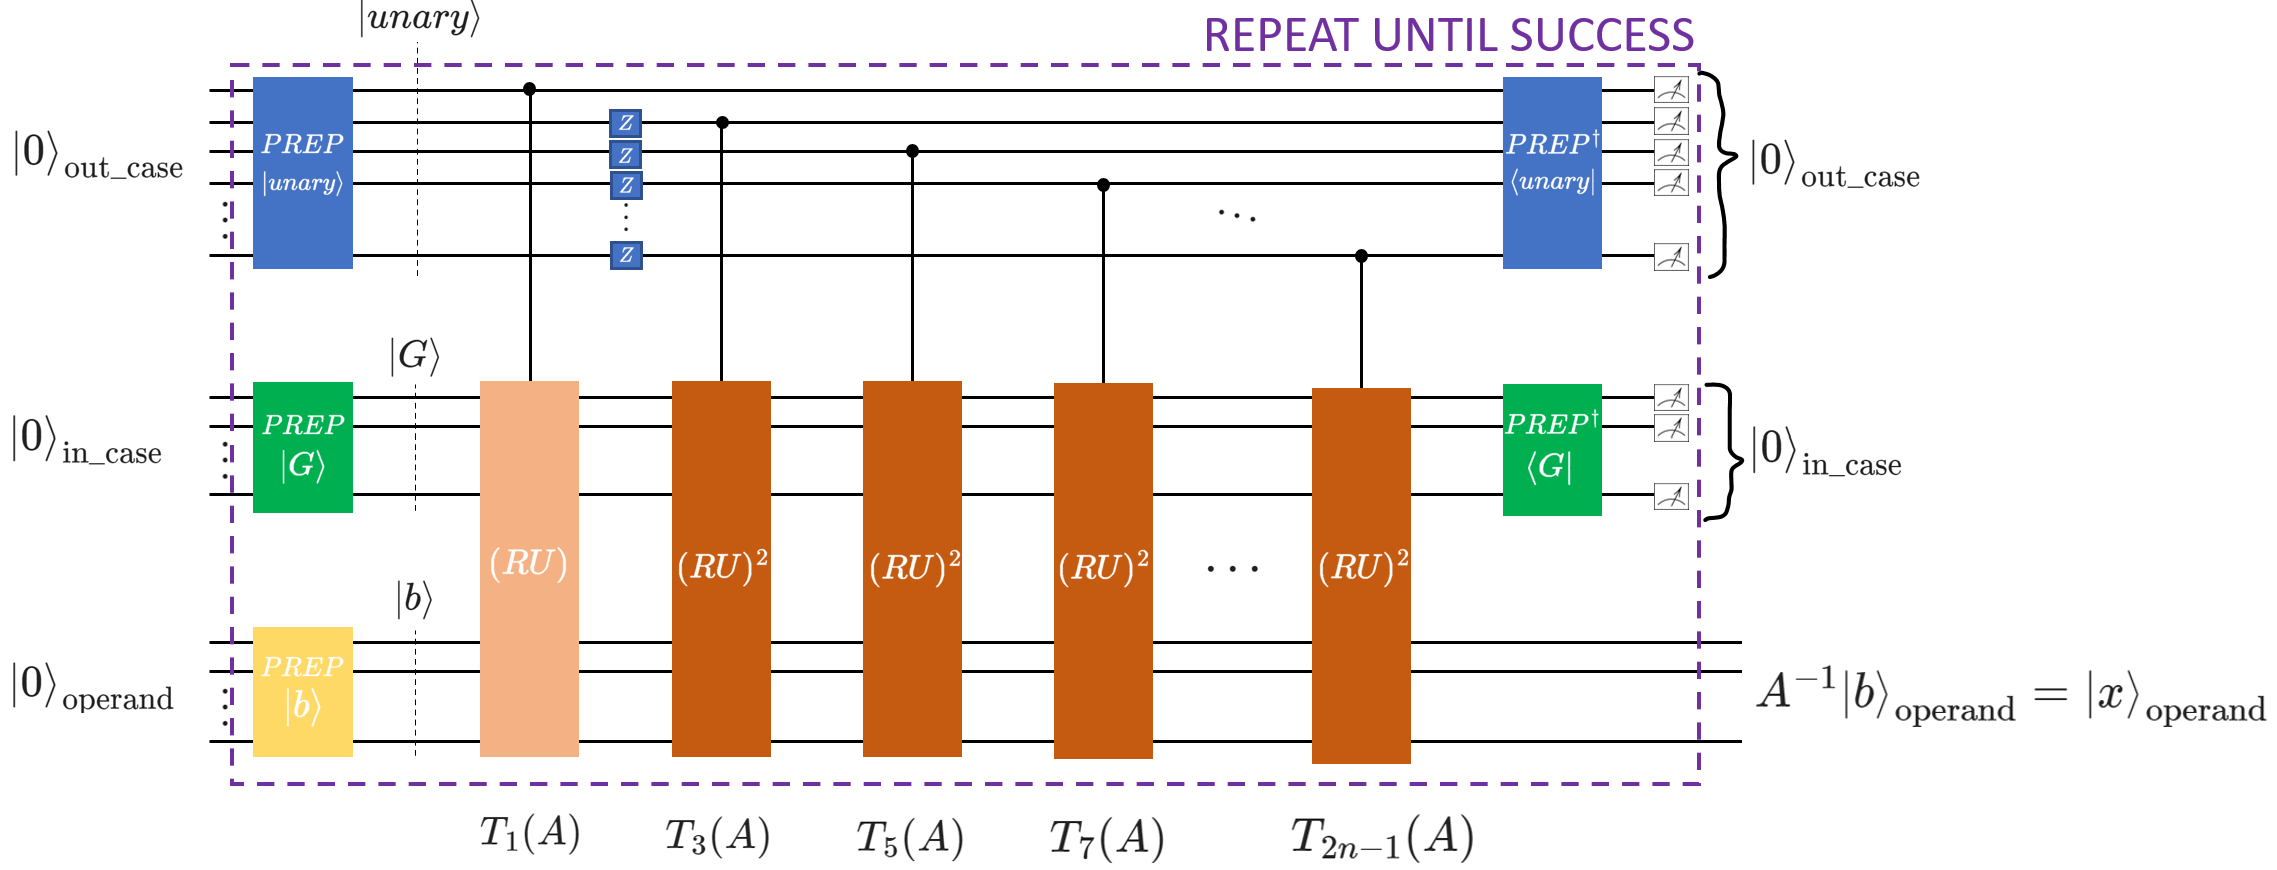 |unary⟩
REPEAT UNTIL SUCCESS
|0⟩out_case
PREP
|unary⟩
Z
Z
Z
Z
PREP†
⟨unary|
|0⟩out_case
|G⟩
|0⟩in_case
PREP
|G⟩
PREP†
⟨G|
|0⟩in_case
(RU)
(RU)²
(RU)²
(RU)²
(RU)²
|b⟩
|0⟩operand
PREP
|b⟩
A⁻¹|b⟩operand = |x⟩operand
T₁(A)
T₃(A)
T₅(A)
T₇(A)
T₂ₙ₋₁(A)